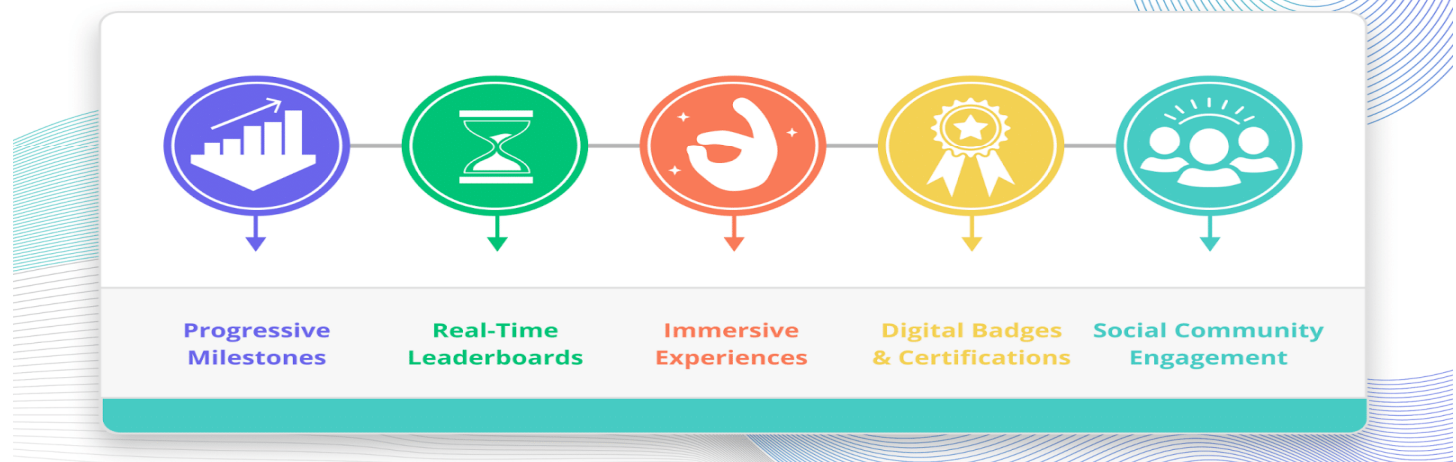 Progressive
Milestones
Real-Time
Leaderboards
Immersive
Experiences
Digital Badges
& Certifications
Social Community
Engagement